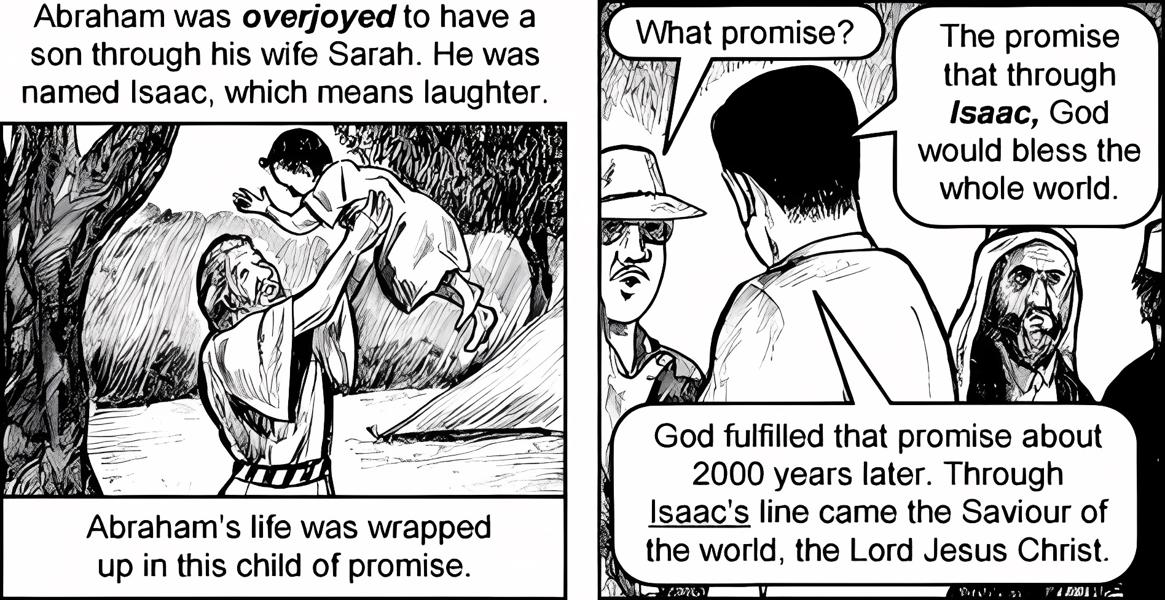 Abraham was overjoyed to have a
son through his wife Sarah. He was
named Isaac, which means laughter.
Abraham's life was wrapped
up in this child of promise.
What promise?
The promise
that through
Isaac, God
would bless the
whole world.
God fulfilled that promise about
2000 years later. Through
Isaac's line came the Saviour of
the world, the Lord Jesus Christ.